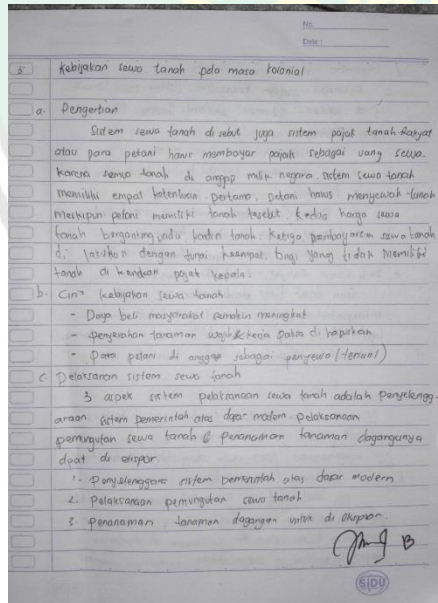 No.
Date :
5 Kebijakan sewa tanah pada masa kolonial
a. Pengertian
Sistem sewa tanah di sebut juga sistem pajak tanah. Rakyat
atau para petani harus membayar pajak sebagai uang sewa.
Karena semua tanah di anggap milik negara. sistem sewa tanah
memiliki empat ketentuan pertama, petani harus menyewah tanah
meskipun petani memiliki tanah tersebut. Kedua harga sewa
tanah bergantung pada kondisi tanah. Ketiga pembayaran sewa tanah
di lakukan dengan tunai keempat, bagi yang tidak memiliki
tanah di kenakan pajak kepala.
b. Ciri² kebijakan sewa tanah
- Daya beli masyarakat semakin meningkat
- penyerahan tanaman wajib & kerja paksa di hapuskan
- Para petani di anggap sebagai penyewa (tenant)
c. Pelaksanaan sistem sewa tanah
3 aspek sistem pelaksanaan sewa tanah adalah penyelengg-
araan sistem pemerintah atas dasar modern. pelaksanaan
pemungutan sewa tanah & Penanaman tanaman dagangnya
dpat di ekspor.
1. Penyelenggara sistem pemerintah atas dasar modern
2. Pelaksanaan pemungutan sewa tanah
3. penanaman tanaman dagangan untuk di ekspor.
B
SiDU